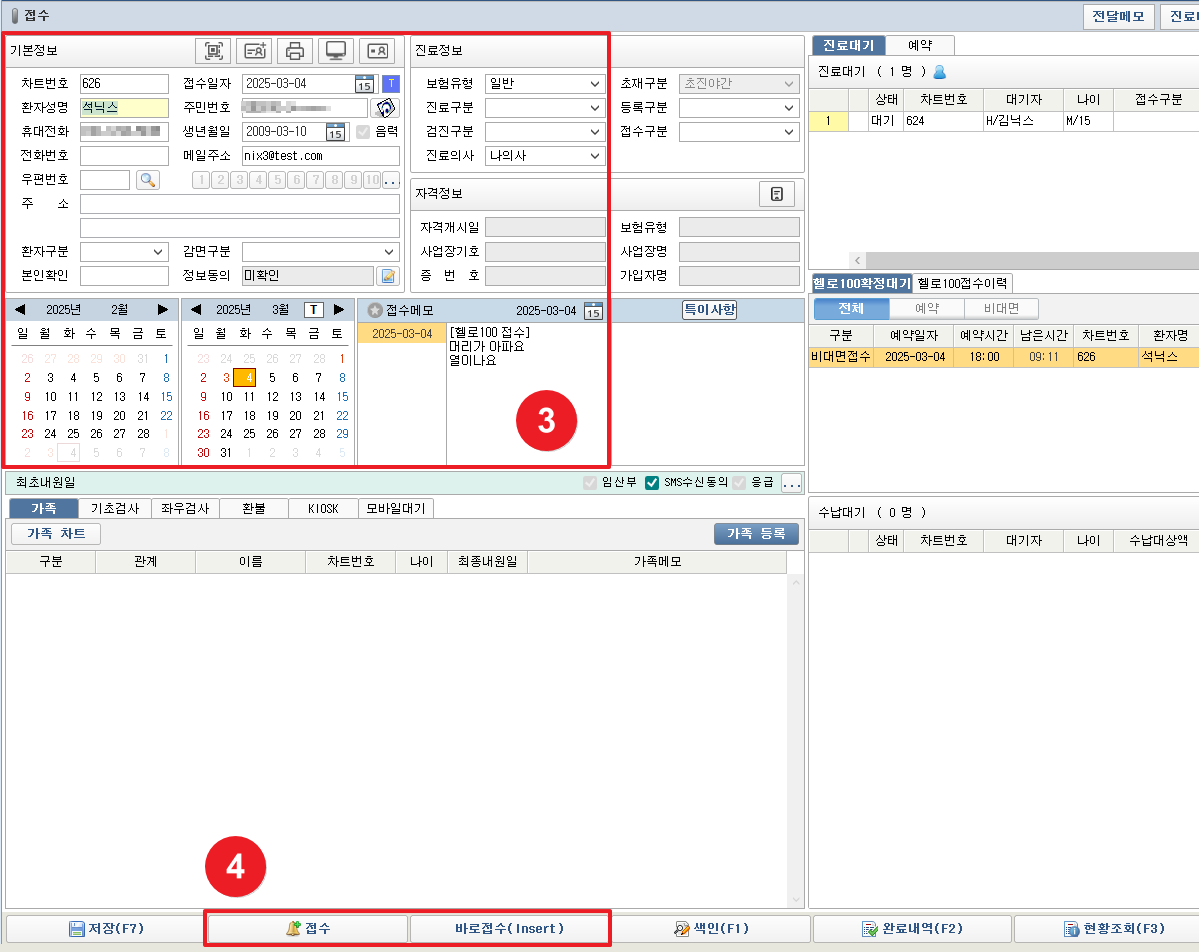 접수
전달메모
진료
기본정보
차트번호 626 접수일자 2025-03-04 15 T
환자성명 석닉스 주민번호
휴대전화 생년월일 2009-03-10 15 음력
전화번호 메일주소 nix30test.com
우편번호 1 2 3 4 5 6 7 8 9 10 ...
주 소
환자구분 감면구분
본인확인 정보동의 미확인
진료정보
보험유형 일반 초재구분 초진야간
진료구분 등록구분
검진구분 접수구분
진료의사 나의사
자격정보
자격개시일 보험유형
사업장기호 사업장명
증 번 호 가입자명
2025년 2월
일 월 화 수 목 금 토
26 27 28 29 30 31 1
2 3 4 5 6 7 8
9 10 11 12 13 14 15
16 17 18 19 20 21 22
23 24 25 26 27 28 1
2 3 4 5 6 7 8
2025년 3월 T
일 월 화 수 목 금 토
23 24 25 26 27 28 1
2 3 4 5 6 7 8
9 10 11 12 13 14 15
16 17 18 19 20 21 22
23 24 25 26 27 28 29
30 31 1 2 3 4 5
접수메모 2025-03-04 15 특이사항
2025-03-04 [헬로100 접수]
머리가 아파요
열이나요
3
최초내원일 임산부 SMS수신동의 응급 ...
가족 기초검사 좌우검사 환불 KIOSK 모바일대기
가족 차트 가족 등록
구분 관계 이름 차트번호 나이 최종내원일 가족메모
진료대기 예약
진료대기 ( 1 명 )
상태 차트번호 대기자 나이 접수구분
1 대기 624 H/김닉스 M/15
헬로100확정대기 헬로100접수이력
전체 예약 비대면
구분 예약일자 예약시간 남은시간 차트번호 환자명
비대면접수 2025-03-04 18:00 09:11 626 석닉스
수납대기 ( 0 명 )
상태 차트번호 대기자 나이 수납대상액
4
저장(F7) 접수 바로접수(Insert) 색인(F1) 완료내역(F2) 현황조회(F3)